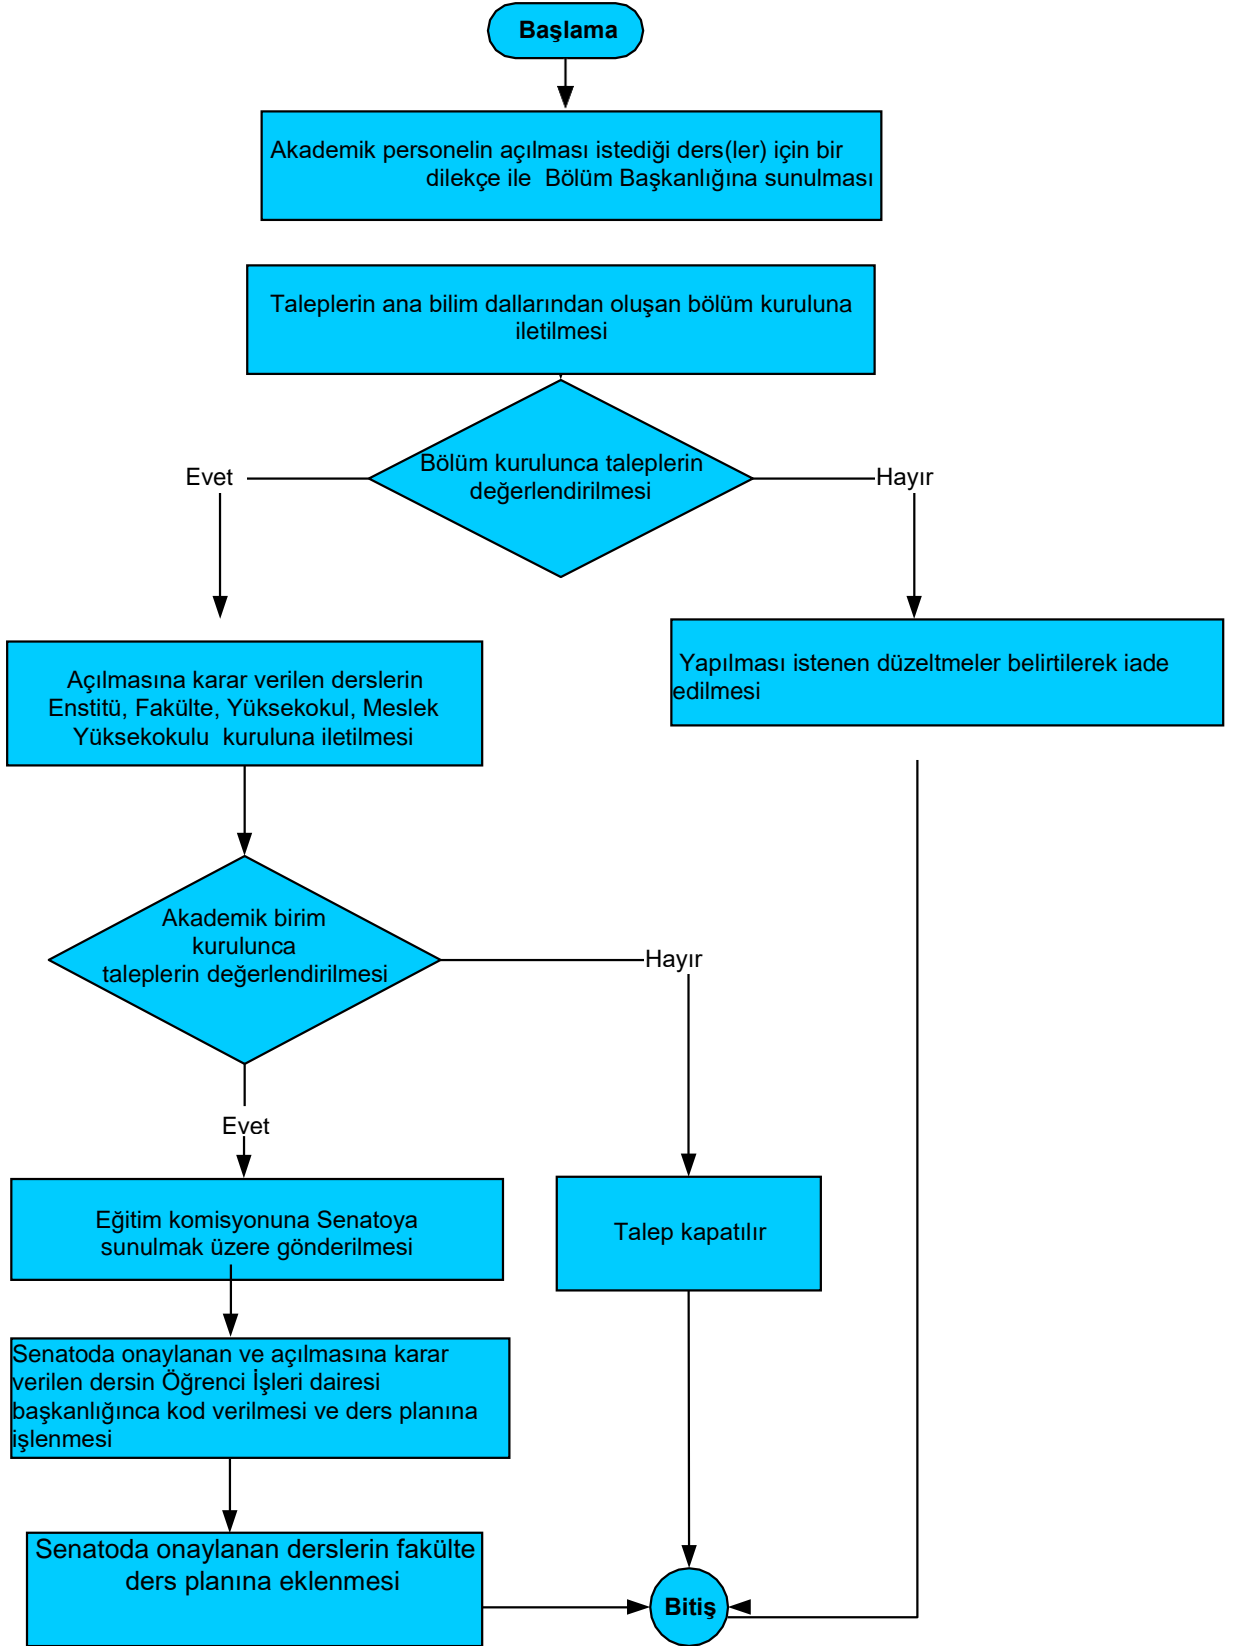 Başlama
Akademik personelin açılması istediği ders(ler) için bir
dilekçe ile  Bölüm Başkanlığına sunulması
Taleplerin ana bilim dallarından oluşan bölüm kuruluna
iletilmesi
Bölüm kurulunca taleplerin
değerlendirilmesi
Evet
Hayır
Açılmasına karar verilen derslerin
Enstitü, Fakülte, Yüksekokul, Meslek
Yüksekokulu  kuruluna iletilmesi
Yapılması istenen düzeltmeler belirtilerek iade
edilmesi
Akademik birim
kurulunca
taleplerin değerlendirilmesi
Hayır
Evet
Eğitim komisyonuna Senatoya
sunulmak üzere gönderilmesi
Talep kapatılır
Senatoda onaylanan ve açılmasına karar
verilen dersin Öğrenci İşleri dairesi
başkanlığınca kod verilmesi ve ders planına
işlenmesi
Senatoda onaylanan derslerin fakülte
ders planına eklenmesi
Bitiş